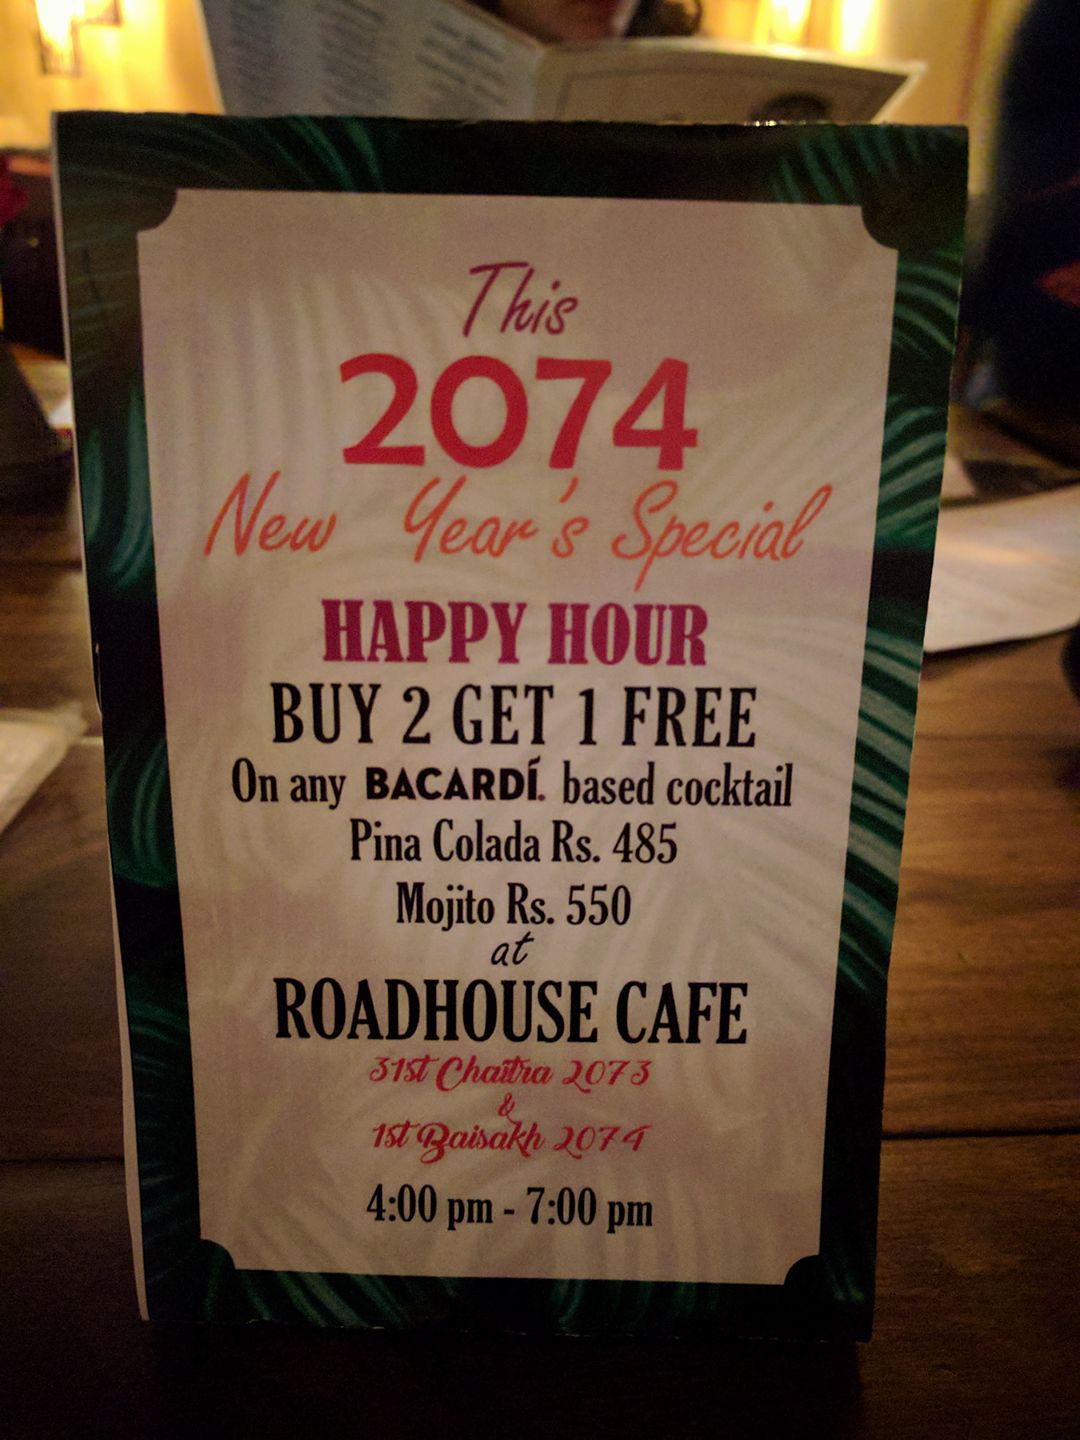 This
2074
New Year's Special
HAPPY HOUR
BUY 2 GET 1 FREE
On any BACARDÍ. based cocktail
Pina Colada Rs. 485
Mojito Rs. 550
at
ROADHOUSE CAFE
31st Chaitra 2073
&
1st Baisakh 2074
4:00 pm - 7:00 pm